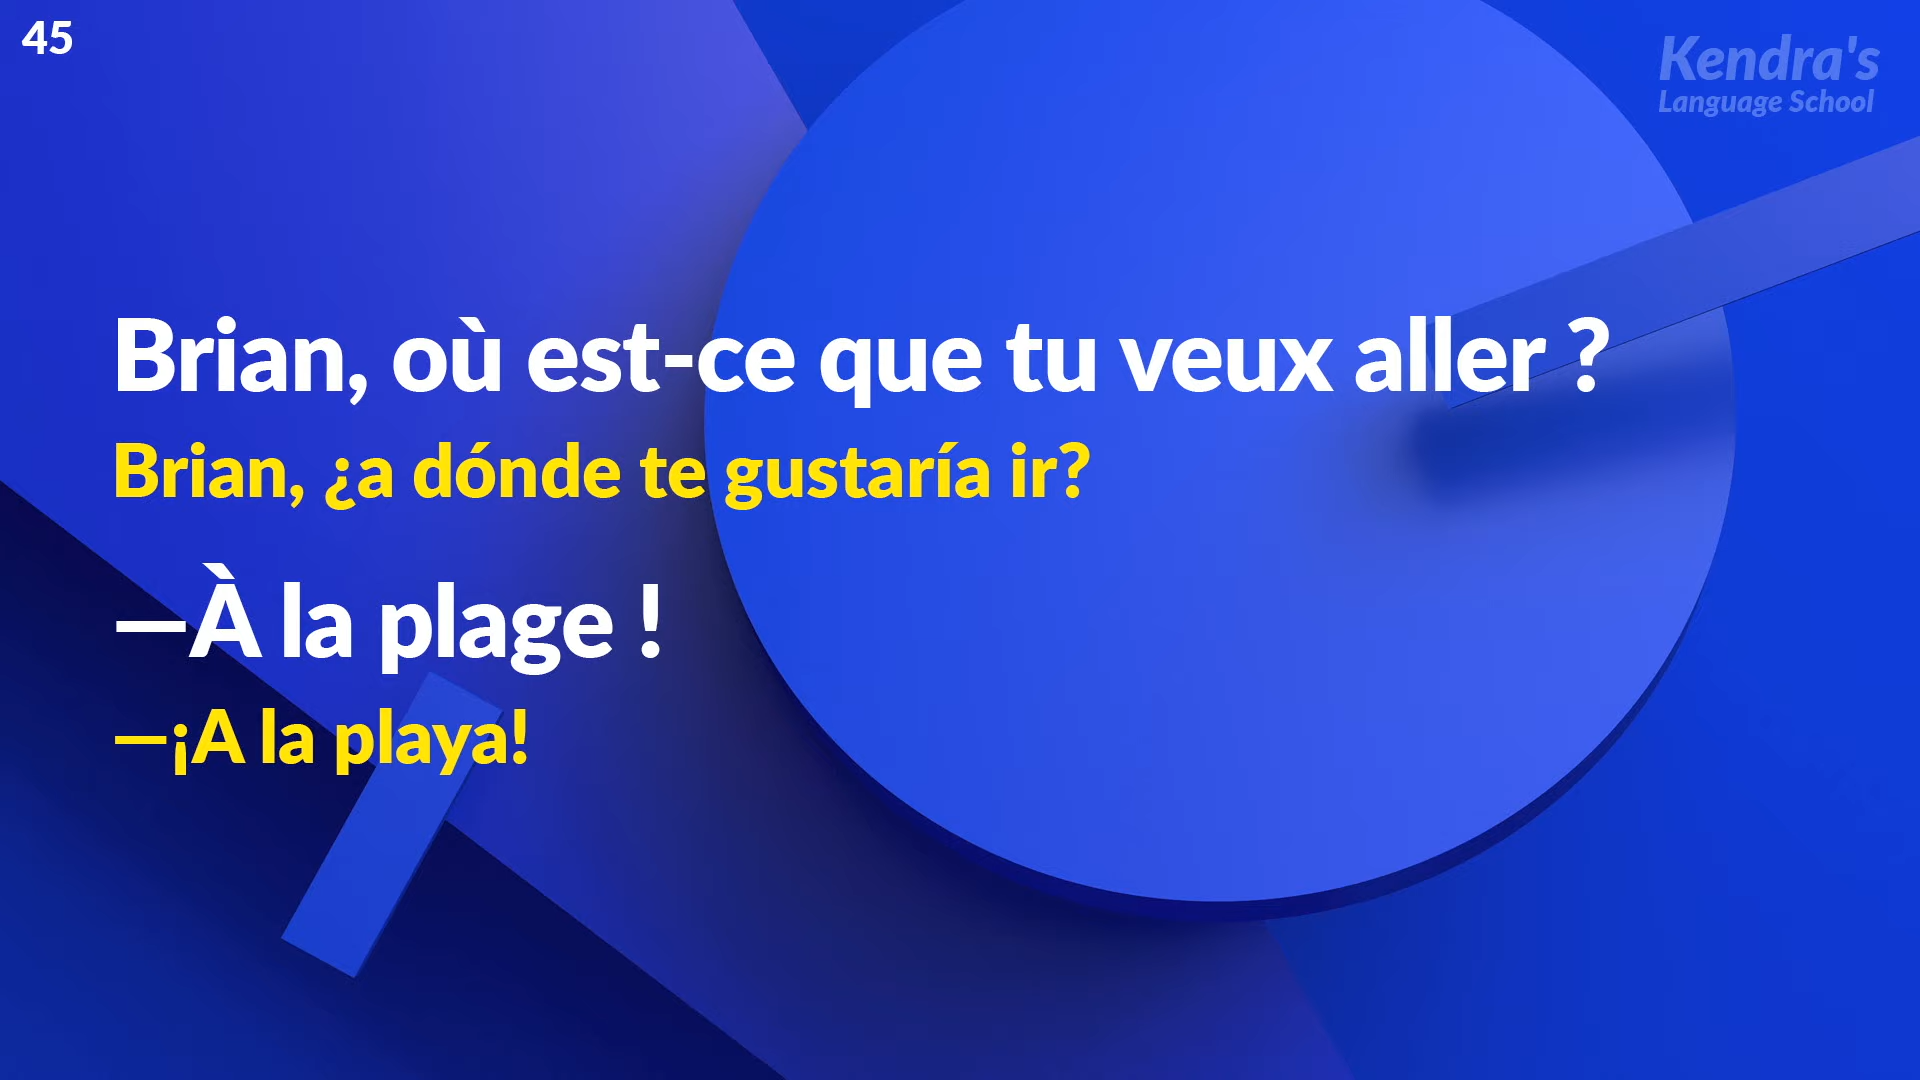 45
Kendra's
Language School
Brian, où est-ce que tu veux aller ?
Brian, ¿a dónde te gustaría ir?
—À la plage !
—¡A la playa!